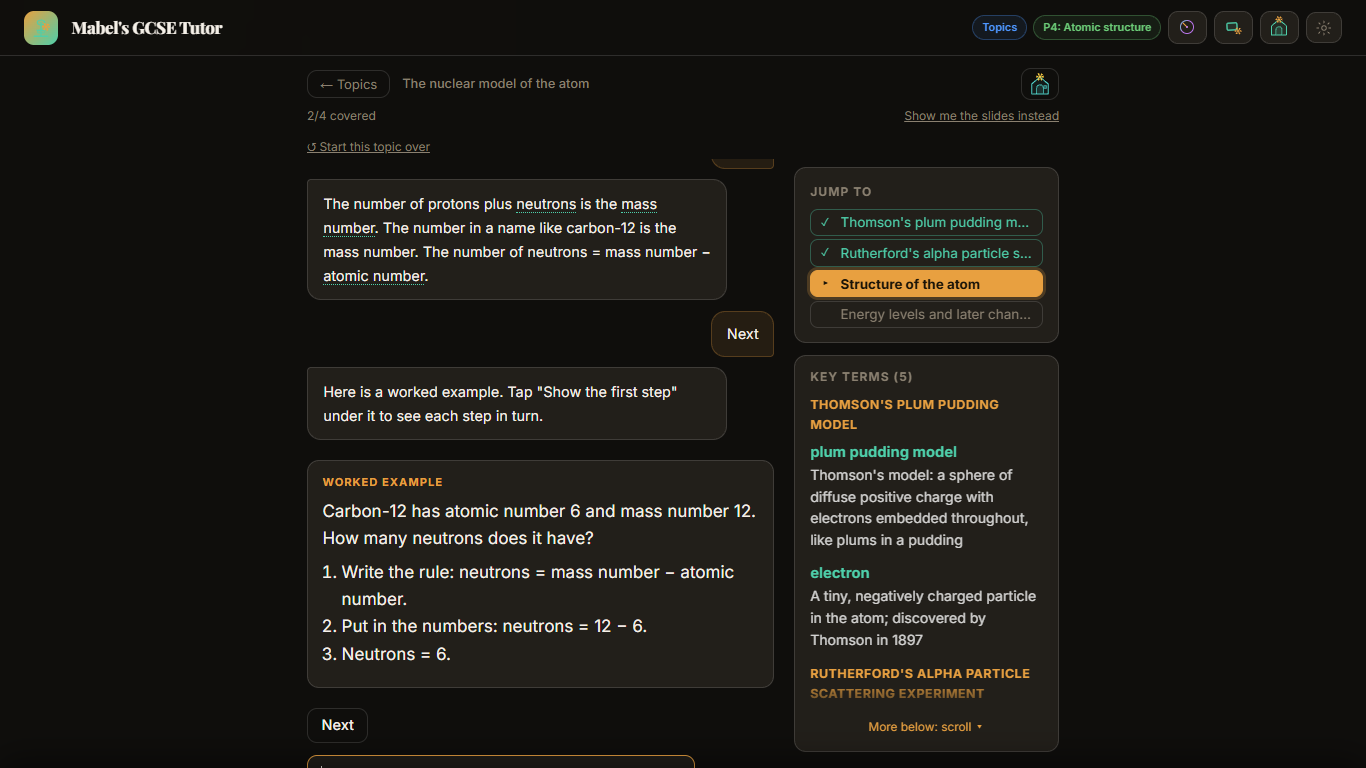 Mabel's GCSE Tutor
Topics
P4: Atomic structure
← Topics
The nuclear model of the atom
2/4 covered
Show me the slides instead
↺ Start this topic over
The number of protons plus neutrons is the mass
number. The number in a name like carbon-12 is the
mass number. The number of neutrons = mass number −
atomic number.
Next
Here is a worked example. Tap "Show the first step"
under it to see each step in turn.
WORKED EXAMPLE
Carbon-12 has atomic number 6 and mass number 12.
How many neutrons does it have?
1. Write the rule: neutrons = mass number − atomic
number.
2. Put in the numbers: neutrons = 12 − 6.
3. Neutrons = 6.
Next
JUMP TO
✓ Thomson's plum pudding m...
✓ Rutherford's alpha particle s...
▸ Structure of the atom
Energy levels and later chan...
KEY TERMS (5)
THOMSON'S PLUM PUDDING
MODEL
plum pudding model
Thomson's model: a sphere of
diffuse positive charge with
electrons embedded throughout,
like plums in a pudding
electron
A tiny, negatively charged particle
in the atom; discovered by
Thomson in 1897
RUTHERFORD'S ALPHA PARTICLE
SCATTERING EXPERIMENT
More below: scroll ▾